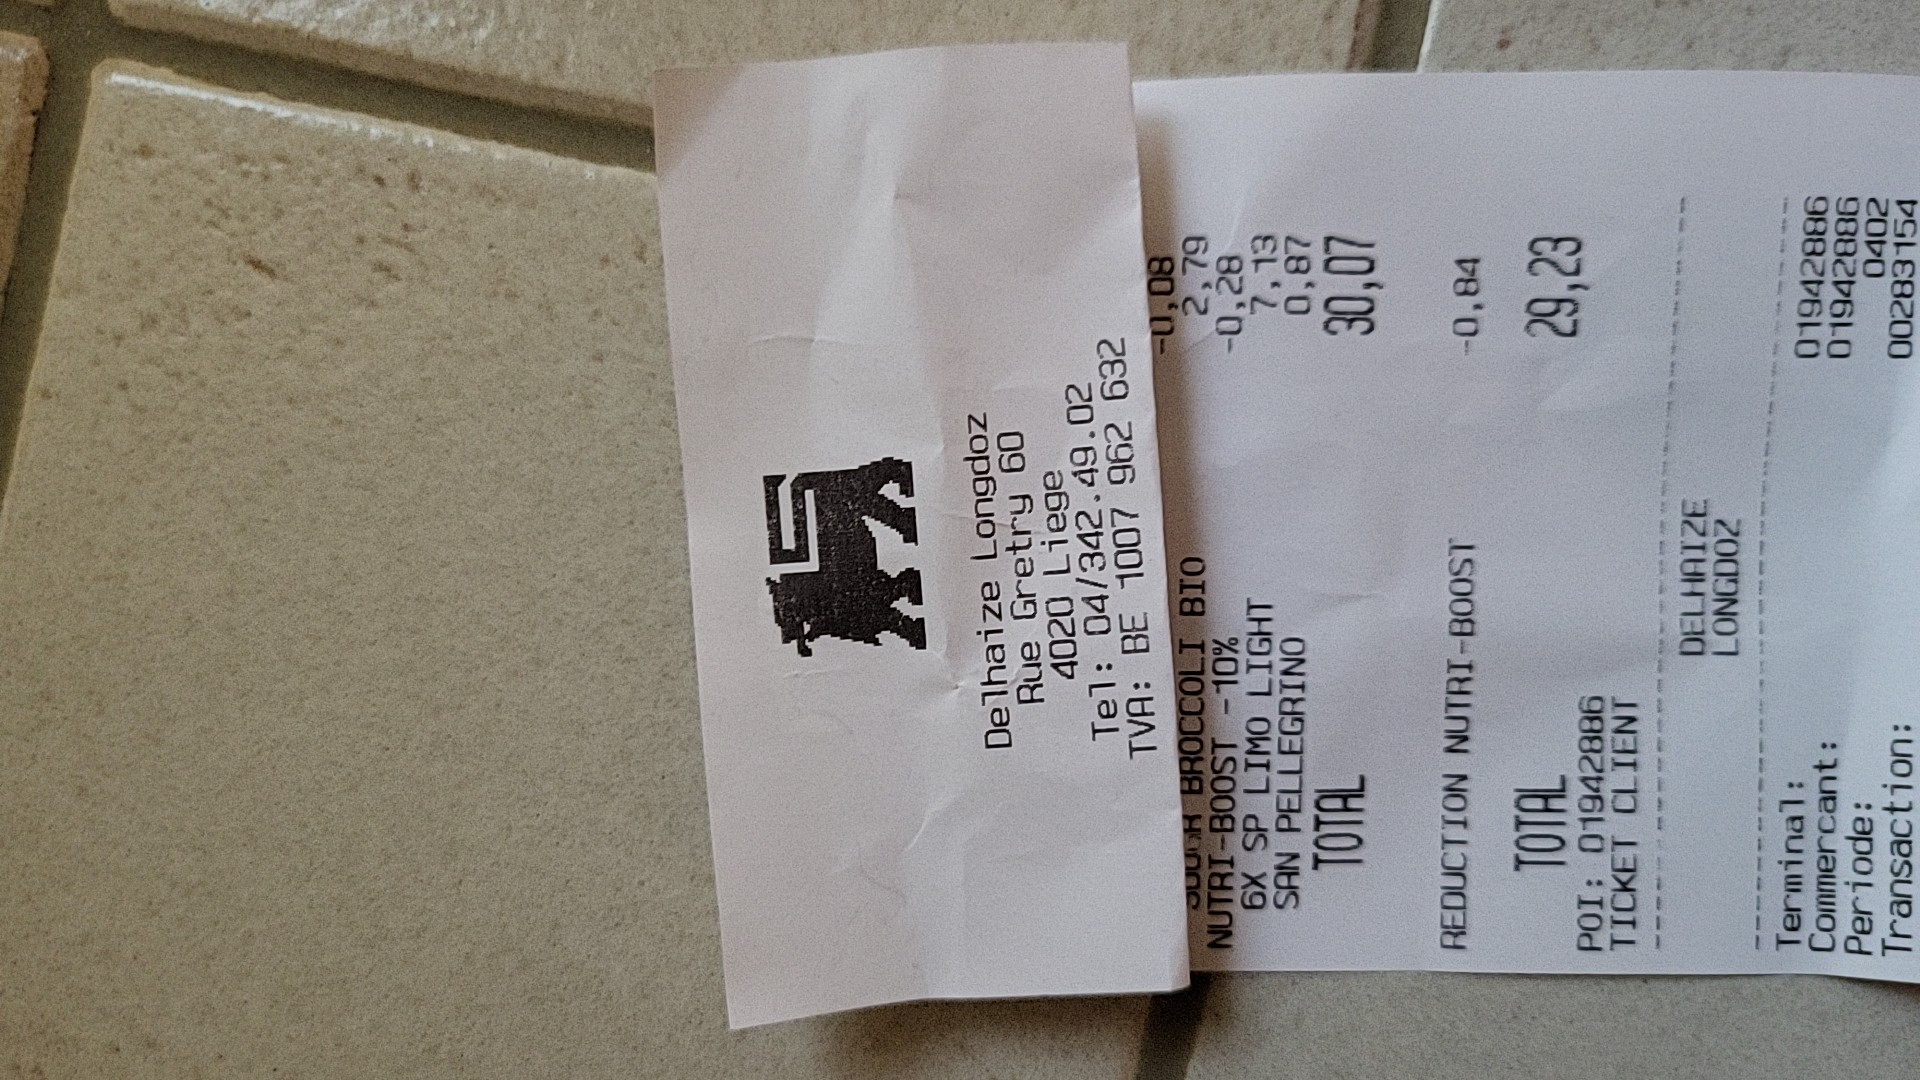 Delhaize Longdoz
Rue Gretry 60
4020 Liege
Tel: 04/342.49.02
TVA: BE 1007 962 632
-0,08
BROCCOLI BIO 2,79
NUTRI-BOOST -10% -0,28
6X SP LIMO LIGHT 7,13
SAN PELLEGRINO 0,87
TOTAL 30,07
REDUCTION NUTRI-BOOST -0,84
TOTAL 29,23
POI: 01942886
TICKET CLIENT
DELHAIZE
LONGDOZ
Terminal: 01942886
Commercant: 01942886
Periode: 0402
Transaction: 00283154